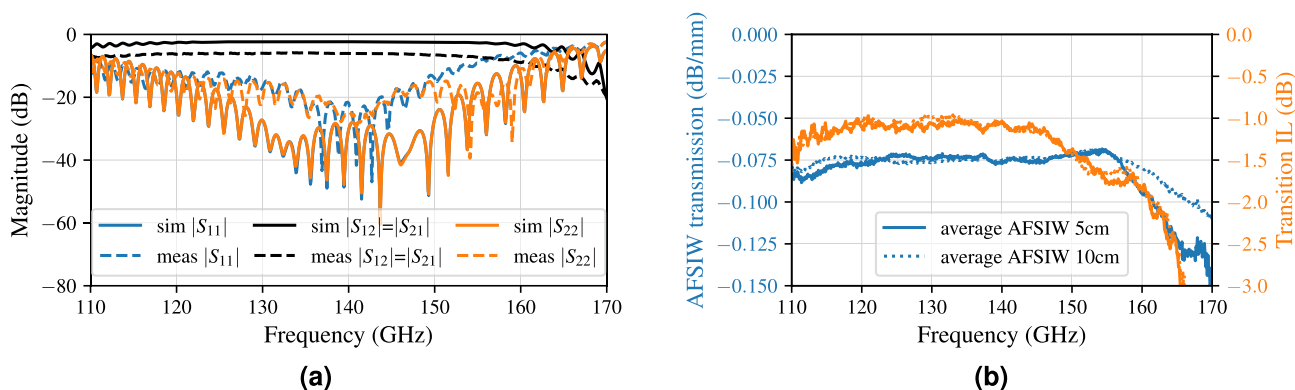 0
−20
−40
−60
−80
Magnitude (dB)
sim |S11| sim |S12|=|S21| sim |S22|
meas |S11| meas |S12|=|S21| meas |S22|
110 120 130 140 150 160 170
Frequency (GHz)
(a)
0.000
−0.025
−0.050
−0.075
−0.100
−0.125
−0.150
AFSIW transmission (dB/mm)
average AFSIW 5cm
average AFSIW 10cm
110 120 130 140 150 160 170
Frequency (GHz)
0.0
−0.5
−1.0
−1.5
−2.0
−2.5
−3.0
Transition IL (dB)
(b)